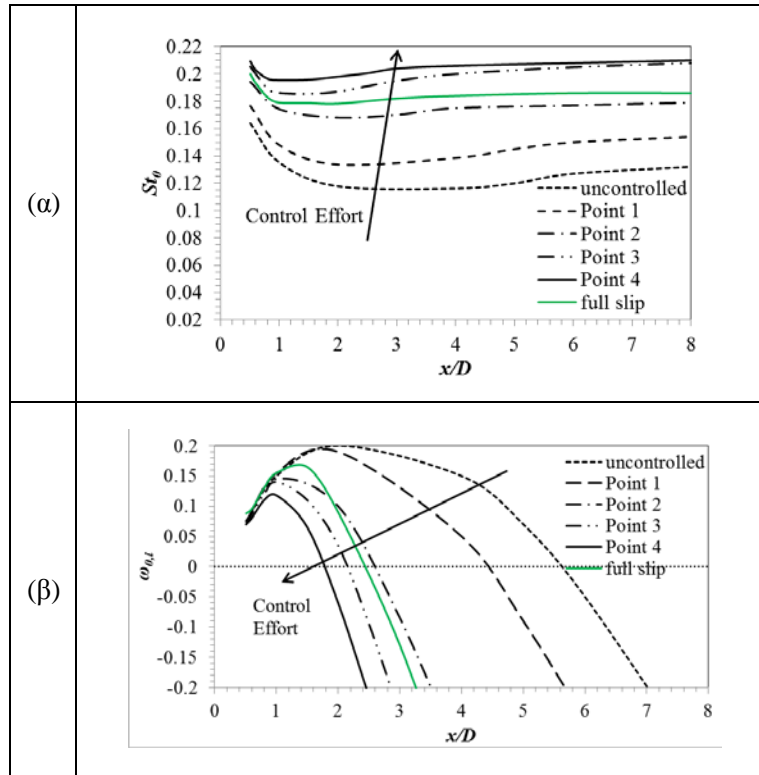 (α)
0.22
0.2
0.18
0.16
0.14
0.12
0.1
0.08
0.06
0.04
0.02
St₀
Control Effort
uncontrolled
Point 1
Point 2
Point 3
Point 4
full slip
0 1 2 3 4 5 6 7 8
x/D
(β)
0.2
0.15
0.1
0.05
0
-0.05
-0.1
-0.15
-0.2
ω₀,ᵢ
Control
Effort
uncontrolled
Point 1
Point 2
Point 3
Point 4
full slip
0 1 2 3 4 5 6 7 8
x/D